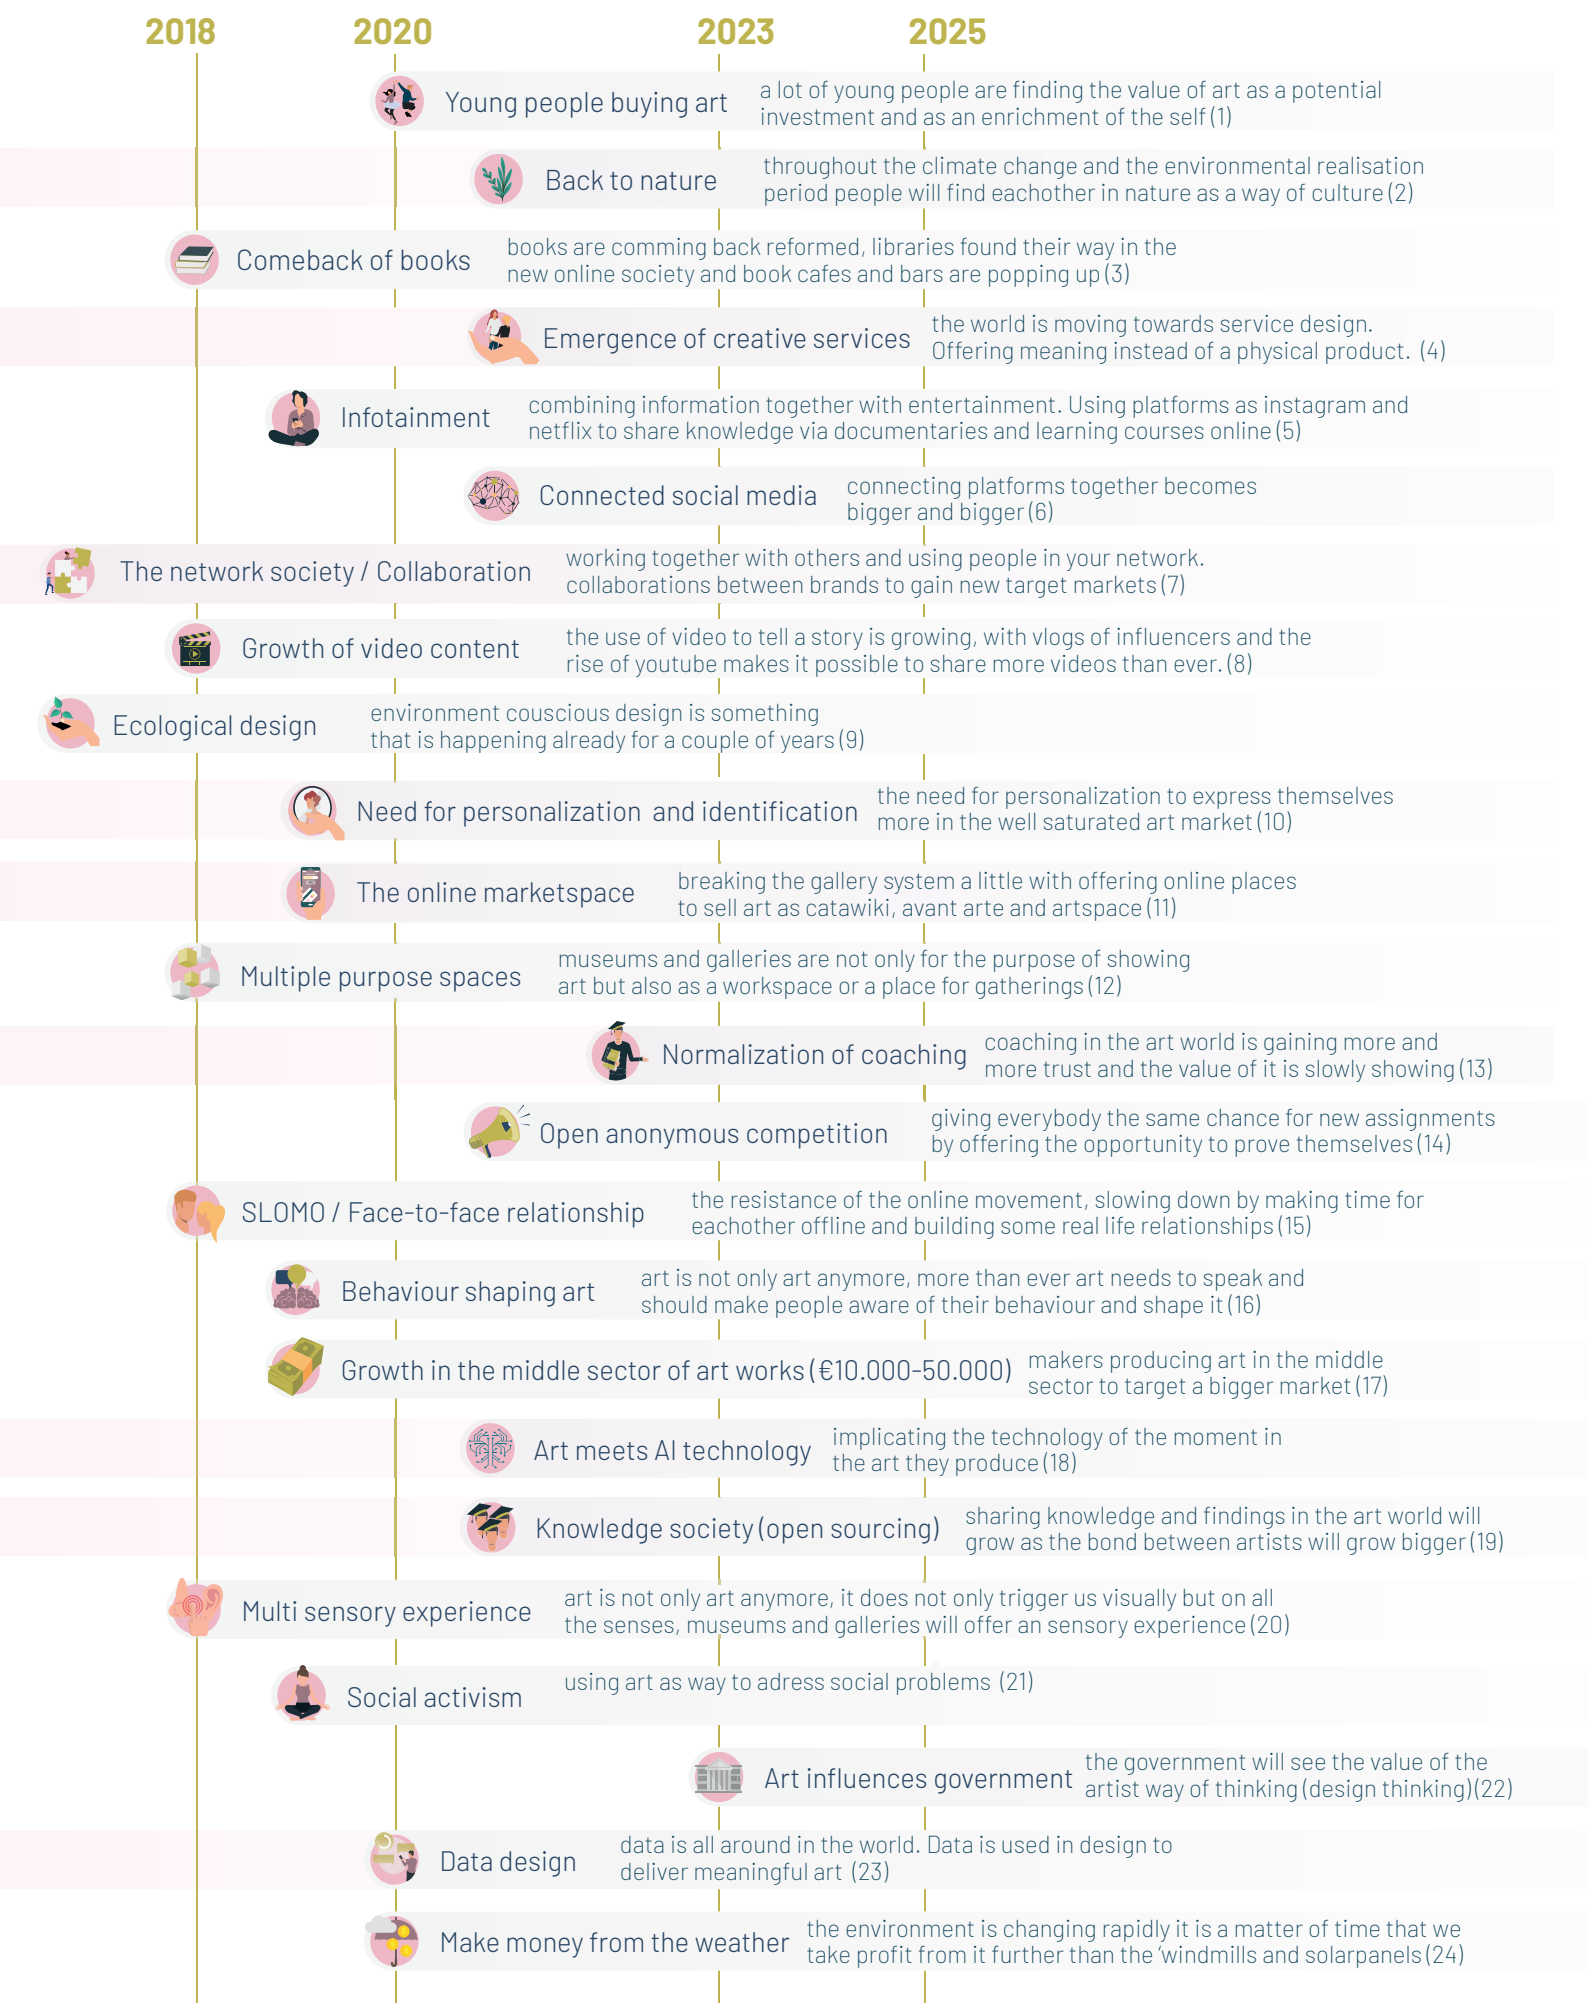 2018 2020 2023 2025
Young people buying art
a lot of young people are finding the value of art as a potential
investment and as an enrichment of the self (1)
Back to nature
throughout the climate change and the environmental realisation
period people will find eachother in nature as a way of culture (2)
Comeback of books
books are comming back reformed, libraries found their way in the
new online society and book cafes and bars are popping up (3)
Emergence of creative services
the world is moving towards service design.
Offering meaning instead of a physical product. (4)
Infotainment
combining information together with entertainment. Using platforms as instagram and
netflix to share knowledge via documentaries and learning courses online (5)
Connected social media
connecting platforms together becomes
bigger and bigger (6)
The network society / Collaboration
working together with others and using people in your network.
collaborations between brands to gain new target markets (7)
Growth of video content
the use of video to tell a story is growing, with vlogs of influencers and the
rise of youtube makes it possible to share more videos than ever. (8)
Ecological design
environment couscious design is something
that is happening already for a couple of years (9)
Need for personalization and identification
the need for personalization to express themselves
more in the well saturated art market (10)
The online marketspace
breaking the gallery system a little with offering online places
to sell art as catawiki, avant arte and artspace (11)
Multiple purpose spaces
museums and galleries are not only for the purpose of showing
art but also as a workspace or a place for gatherings (12)
Normalization of coaching
coaching in the art world is gaining more and
more trust and the value of it is slowly showing (13)
Open anonymous competition
giving everybody the same chance for new assignments
by offering the opportunity to prove themselves (14)
SLOMO / Face-to-face relationship
the resistance of the online movement, slowing down by making time for
eachother offline and building some real life relationships (15)
Behaviour shaping art
art is not only art anymore, more than ever art needs to speak and
should make people aware of their behaviour and shape it (16)
Growth in the middle sector of art works (€10.000-50.000)
makers producing art in the middle
sector to target a bigger market (17)
Art meets AI technology
implicating the technology of the moment in
the art they produce (18)
Knowledge society (open sourcing)
sharing knowledge and findings in the art world will
grow as the bond between artists will grow bigger (19)
Multi sensory experience
art is not only art anymore, it does not only trigger us visually but on all
the senses, museums and galleries will offer an sensory experience (20)
Social activism
using art as way to adress social problems (21)
Art influences government
the government will see the value of the
artist way of thinking (design thinking) (22)
Data design
data is all around in the world. Data is used in design to
deliver meaningful art (23)
Make money from the weather
the environment is changing rapidly it is a matter of time that we
take profit from it further than the 'windmills and solarpanels (24)